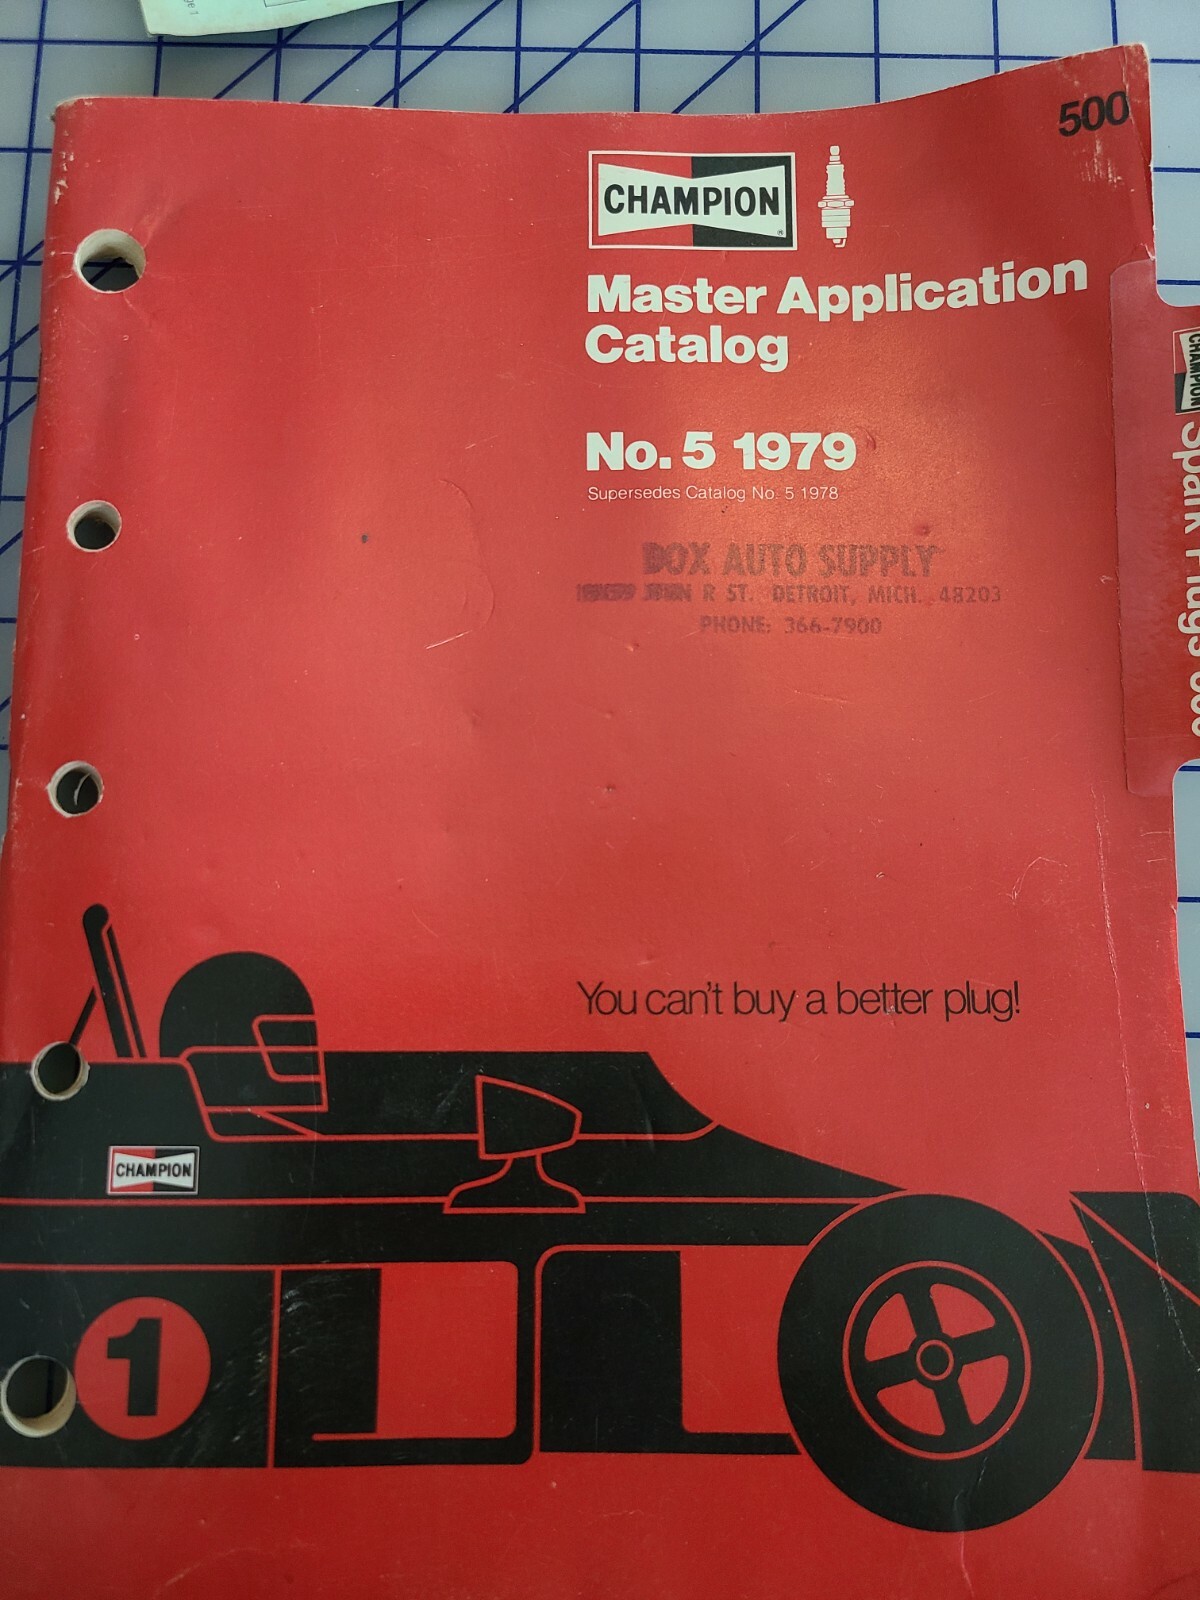 500
CHAMPION
Master Application
Catalog
No. 5 1979
Supersedes Catalog No. 5 1978
CHAMPION
Spark Plugs 500
AUTO SUPPLY
R ST. DETROIT, MICH. 48203
PHONE: 366-7900
You can't buy a better plug!
CHAMPION
1